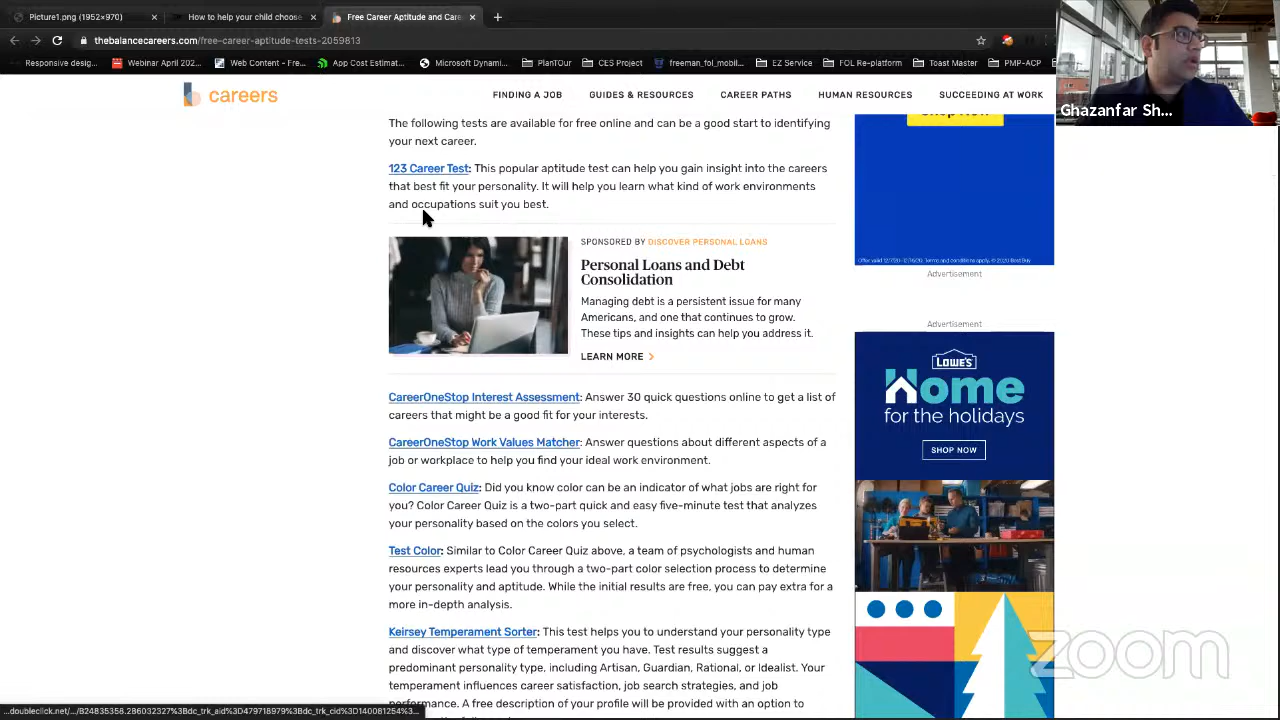 Picture1.png (1952×970)
How to help your child choose
Free Career Aptitude and Care
thebalancecareers.com/free-career-aptitude-tests-2059813
Responsive desig...
Webinar April 202...
Web Content - Fre...
App Cost Estimat...
Microsoft Dynami...
PlanTOur
CES Project
freeman_fol_mobil...
EZ Service
FOL Re-platform
Toast Master
PMP-ACP
Ghazanfar Sh...
careers
FINDING A JOB
GUIDES & RESOURCES
CAREER PATHS
HUMAN RESOURCES
SUCCEEDING AT WORK
The following tests are available for free online and can be a good start to identifying
your next career.
123 Career Test: This popular aptitude test can help you gain insight into the careers
that best fit your personality. It will help you learn what kind of work environments
and occupations suit you best.
SPONSORED BY DISCOVER PERSONAL LOANS
Personal Loans and Debt
Consolidation
Managing debt is a persistent issue for many
Americans, and one that continues to grow.
These tips and insights can help you address it.
LEARN MORE
CareerOneStop Interest Assessment: Answer 30 quick questions online to get a list of
careers that might be a good fit for your interests.
CareerOneStop Work Values Matcher: Answer questions about different aspects of a
job or workplace to help you find your ideal work environment.
Color Career Quiz: Did you know color can be an indicator of what jobs are right for
you? Color Career Quiz is a two-part quick and easy five-minute test that analyzes
your personality based on the colors you select.
Test Color: Similar to Color Career Quiz above, a team of psychologists and human
resources experts lead you through a two-part color selection process to determine
your personality and aptitude. While the initial results are free, you can pay extra for a
more in-depth analysis.
Keirsey Temperament Sorter: This test helps you to understand your personality type
and discover what type of temperament you have. Test results suggest a
predominant personality type, including Artisan, Guardian, Rational, or Idealist. Your
temperament influences career satisfaction, job search strategies, and job
performance. A free description of your profile will be provided with an option to
Shop Now
Advertisement
Advertisement
LOWE'S
Home
for the holidays
SHOP NOW
zoom